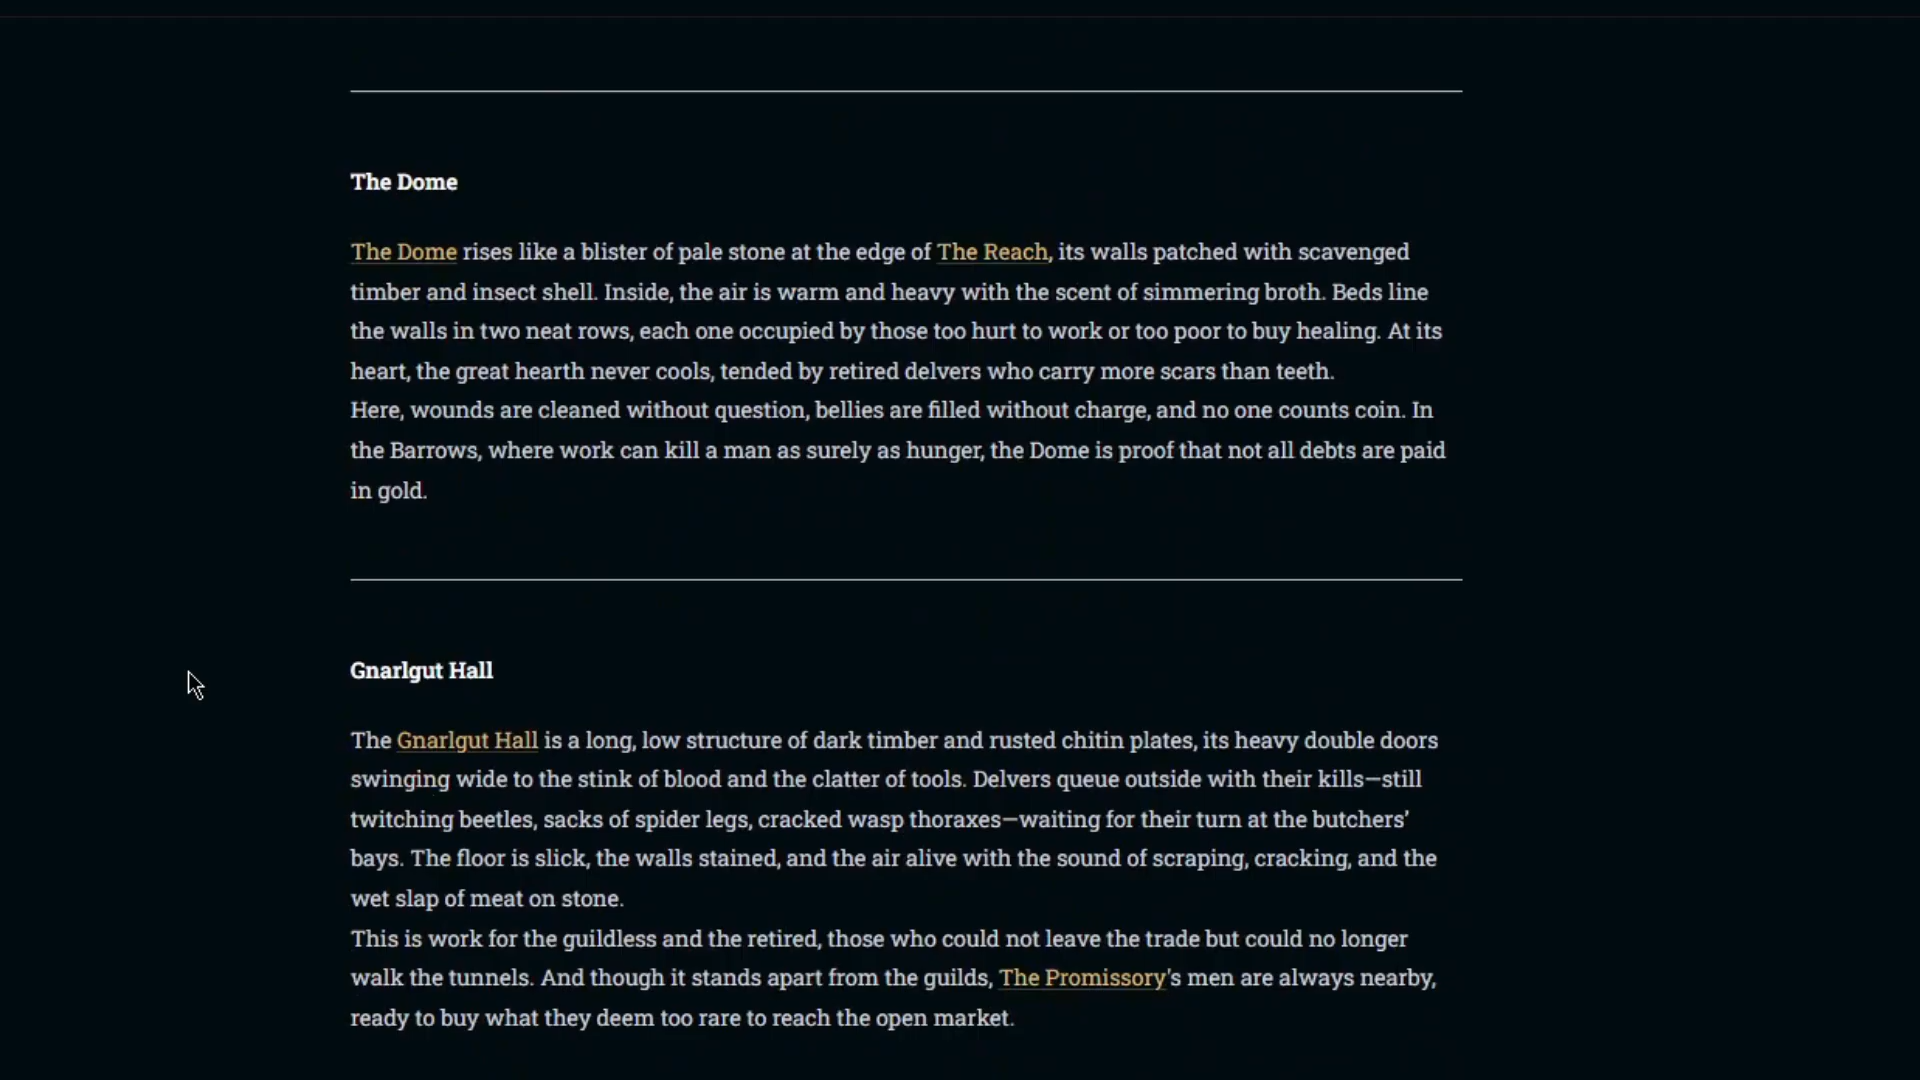 The Dome
The Dome rises like a blister of pale stone at the edge of The Reach, its walls patched with scavenged
timber and insect shell. Inside, the air is warm and heavy with the scent of simmering broth. Beds line
the walls in two neat rows, each one occupied by those too hurt to work or too poor to buy healing. At its
heart, the great hearth never cools, tended by retired delvers who carry more scars than teeth.
Here, wounds are cleaned without question, bellies are filled without charge, and no one counts coin. In
the Barrows, where work can kill a man as surely as hunger, the Dome is proof that not all debts are paid
in gold.
Gnarlgut Hall
The Gnarlgut Hall is a long, low structure of dark timber and rusted chitin plates, its heavy double doors
swinging wide to the stink of blood and the clatter of tools. Delvers queue outside with their kills—still
twitching beetles, sacks of spider legs, cracked wasp thoraxes—waiting for their turn at the butchers’
bays. The floor is slick, the walls stained, and the air alive with the sound of scraping, cracking, and the
wet slap of meat on stone.
This is work for the guildless and the retired, those who could not leave the trade but could no longer
walk the tunnels. And though it stands apart from the guilds, The Promissory’s men are always nearby,
ready to buy what they deem too rare to reach the open market.